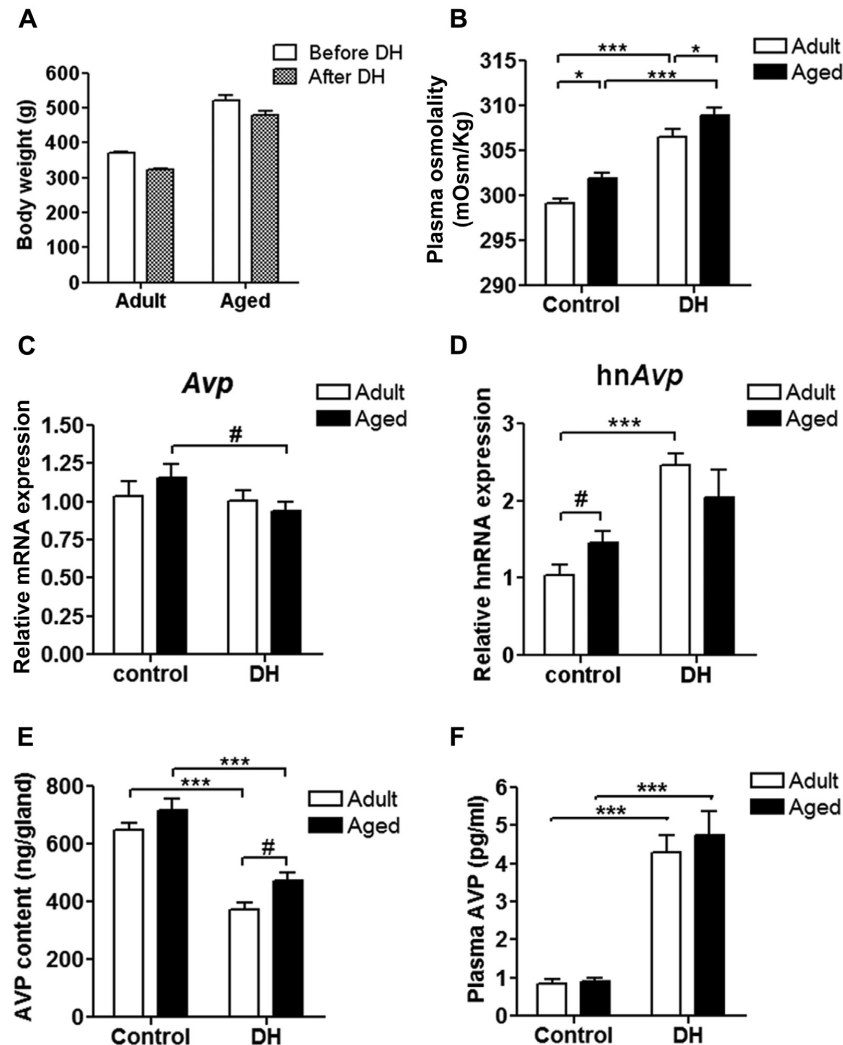 A
Before DH
After DH
Body weight (g)
600
500
400
300
200
100
0
Adult
Aged
B
Adult
Aged
Plasma osmolality
(mOsm/Kg)
315
310
305
300
295
290
***
*
*
***
Control
DH
C
Avp
Adult
Aged
Relative mRNA expression
1.50
1.25
1.00
0.75
0.50
0.25
0.00
#
control
DH
D
hnAvp
Adult
Aged
Relative hnRNA expression
3
2
1
0
***
#
control
DH
E
Adult
Aged
AVP content (ng/gland)
800
600
400
200
0
***
***
#
Control
DH
F
Adult
Aged
Plasma AVP (pg/ml)
6
5
4
3
2
1
0
***
***
Control
DH